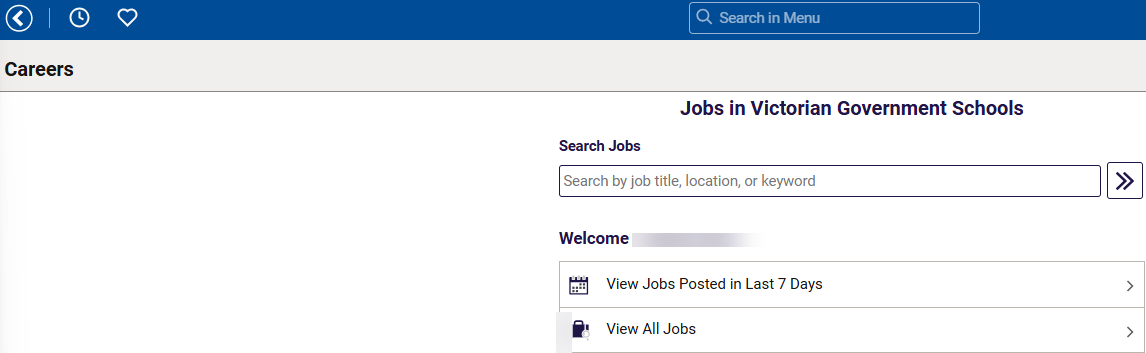 Search in Menu
Careers
Jobs in Victorian Government Schools
Search Jobs
Search by job title, location, or keyword
Welcome
View Jobs Posted in Last 7 Days
View All Jobs